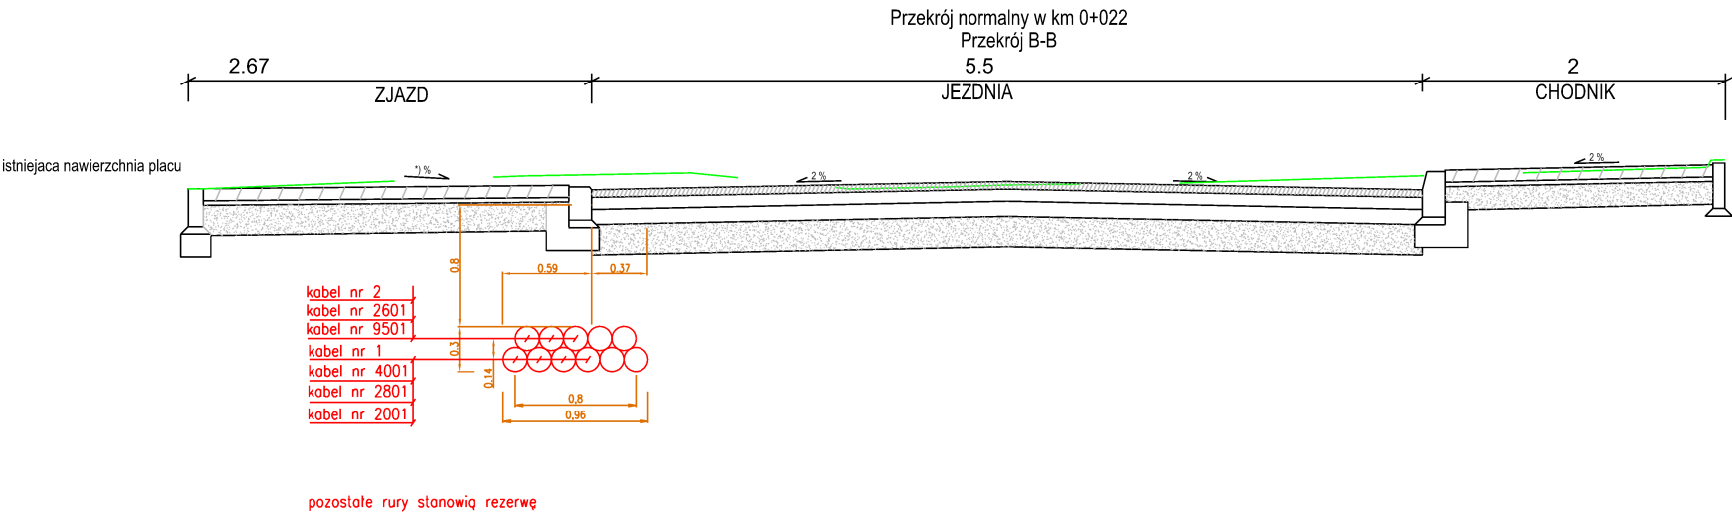 Przekrój normalny w km 0+022
Przekrój B-B
2.67
5.5
2
ZJAZD
JEZDNIA
CHODNIK
istniejaca nawierzchnia placu
*) %
2 %
2 %
2 %
0.8
0.59
0.37
kabel nr 2
kabel nr 2601
kabel nr 9501
kabel nr 1
kabel nr 4001
kabel nr 2801
kabel nr 2001
0.3
0.14
0.8
0.96
pozostałe rury stanowią rezerwę